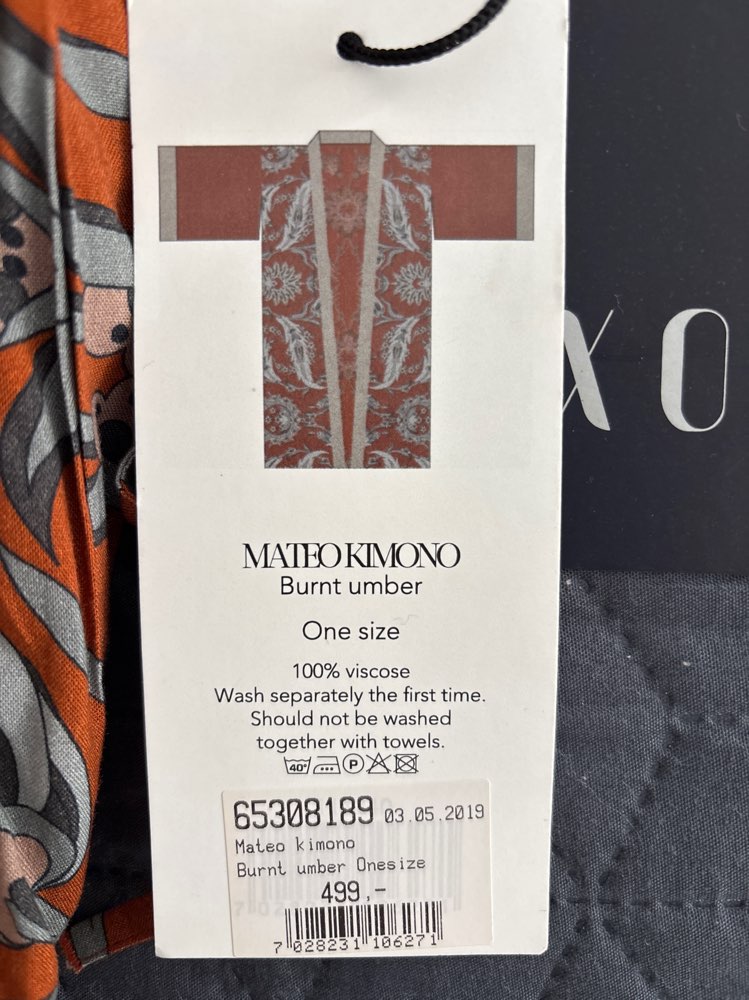 XO
MATEO KIMONO
Burnt umber
One size
100% viscose
Wash separately the first time.
Should not be washed
together with towels.
40° P
65308189 03.05.2019
Mateo kimono
Burnt umber Onesize
499,-
7 028231 106271